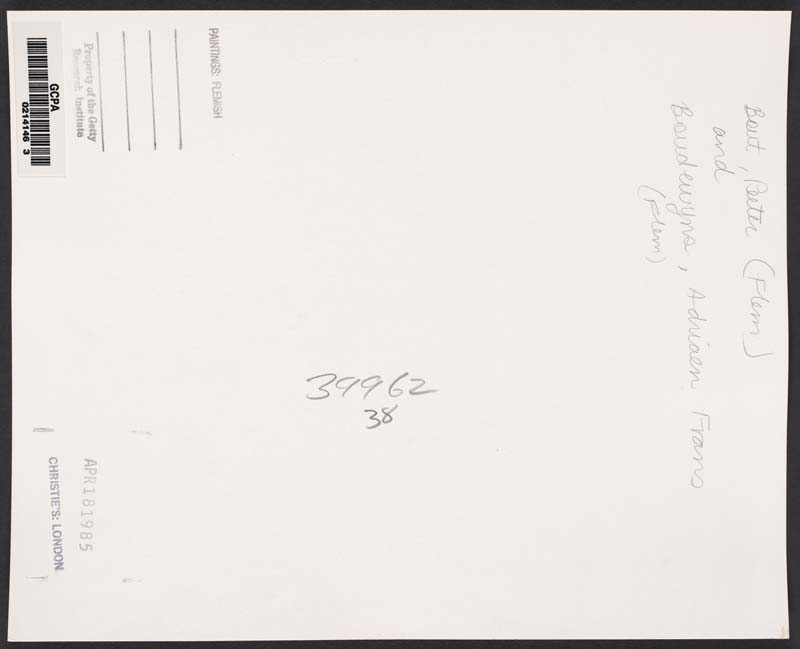 Bout, Peeter (Flem)
and
Boudewyns, Adriaen Frans
(Flem)
PAINTINGS: FLEMISH
Property of the Getty
Research Institute
GCPA
0214146 3
39962
38
APR 18 1985
CHRISTIE'S: LONDON